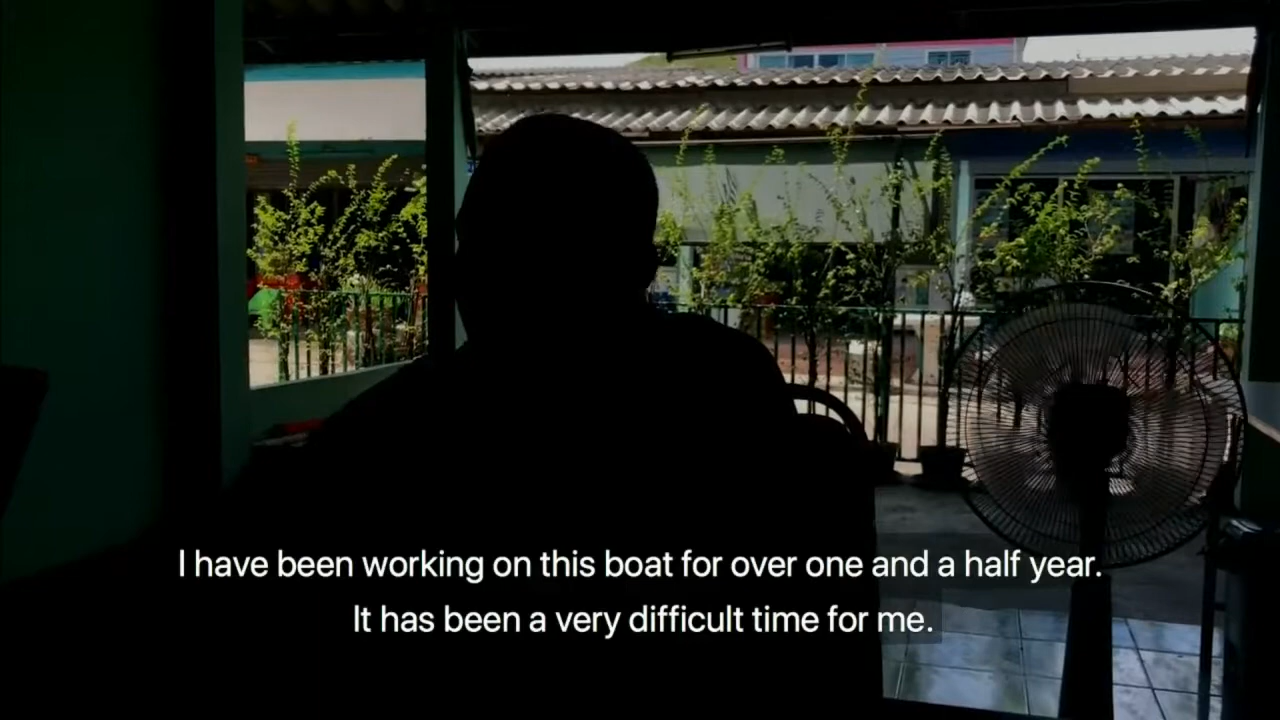 I have been working on this boat for over one and a half year.
It has been a very difficult time for me.